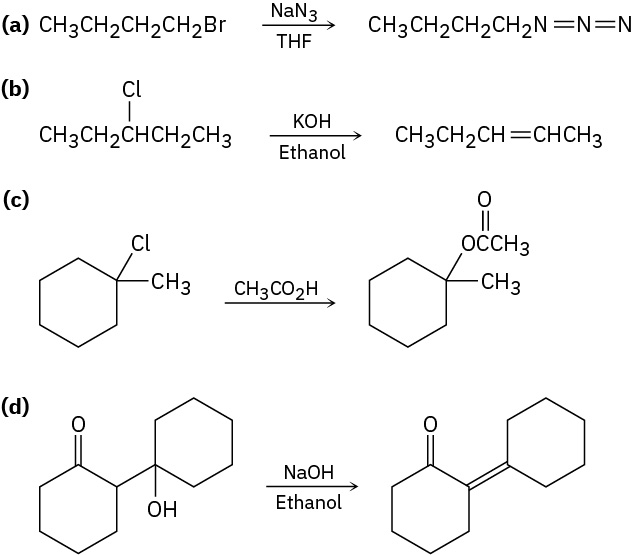 (a) CH₃CH₂CH₂CH₂Br NaN₃ THF CH₃CH₂CH₂CH₂N=N=N
(b)
Cl
CH₃CH₂CHCH₂CH₃ KOH Ethanol CH₃CH₂CH=CHCH₃
(c)
O
Cl OCCH₃
CH₃ CH₃CO₂H CH₃
(d)
O O
NaOH
OH Ethanol